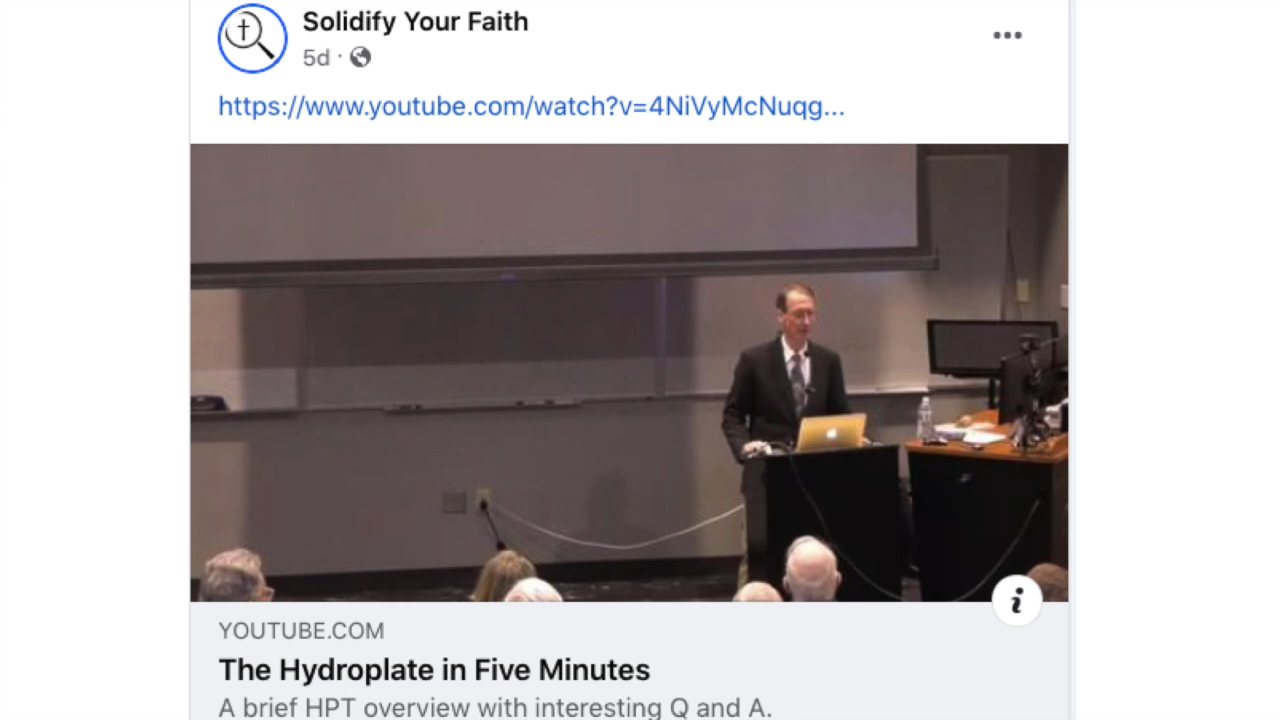 Solidify Your Faith
5d ·
https://www.youtube.com/watch?v=4NiVyMcNuqg...
YOUTUBE.COM
The Hydroplate in Five Minutes
A brief HPT overview with interesting Q and A.